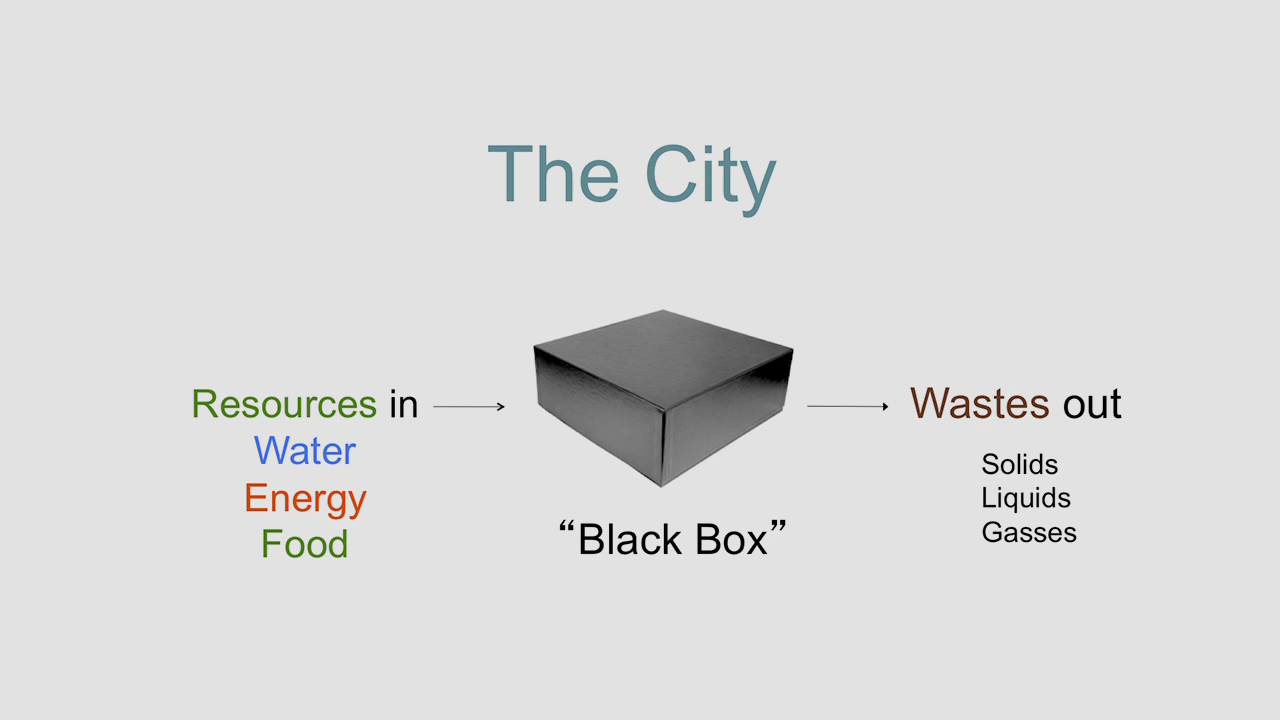 The City
Resources in
Water
Energy
Food
“Black Box”
Wastes out
Solids
Liquids
Gasses